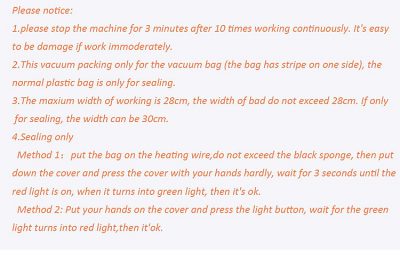 Please notice:
1.please stop the machine for 3 minutes after 10 times working continuously. It's easy
to be damage if work immoderately.
2.This vacuum packing only for the vacuum bag (the bag has stripe on one side), the
normal plastic bag is only for sealing.
3.The maxium width of working is 28cm, the width of bad do not exceed 28cm. If only
for sealing, the width can be 30cm.
4.Sealing only
Method 1：put the bag on the heating wire,do not exceed the black sponge, then put
down the cover and press the cover with your hands hardly, wait for 3 seconds until the
red light is on, when it turns into green light, then it's ok.
Method 2: Put your hands on the cover and press the light button, wait for the green
light turns into red light,then it'ok.